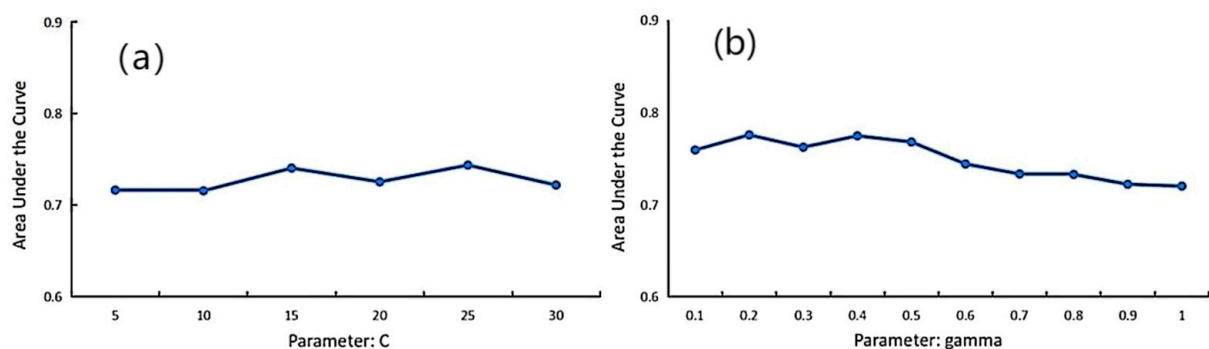 (a)
Area Under the Curve
0.9
0.8
0.7
0.6
5 10 15 20 25 30
Parameter: C
(b)
Area Under the Curve
0.9
0.8
0.7
0.6
0.1 0.2 0.3 0.4 0.5 0.6 0.7 0.8 0.9 1
Parameter: gamma